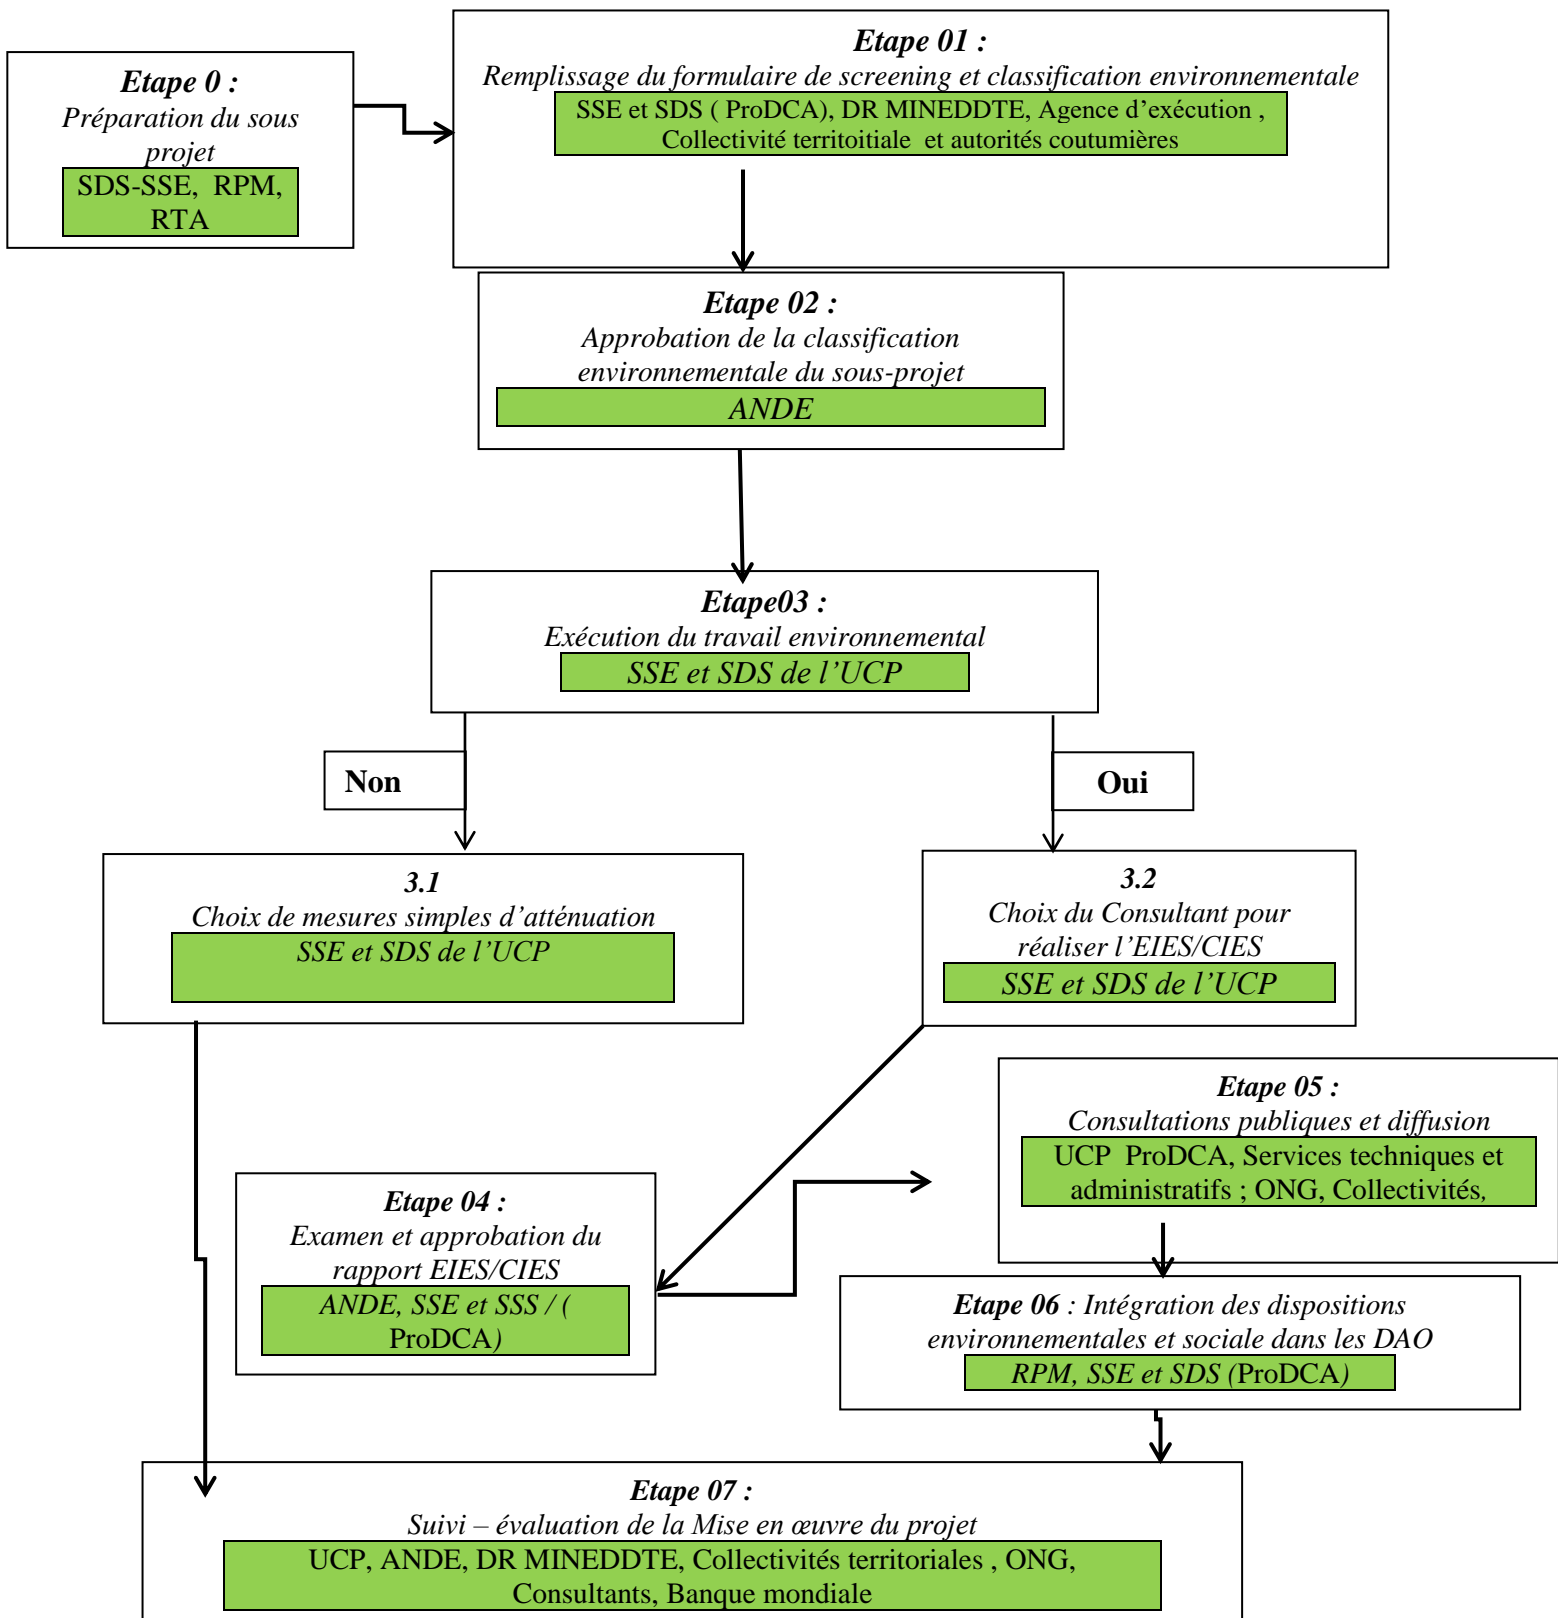 Etape 0 :
Préparation du sous
projet
SDS-SSE, RPM,
RTA
Etape 01 :
Remplissage du formulaire de screening et classification environnementale
SSE et SDS ( ProDCA), DR MINEDDTE, Agence d’exécution ,
Collectivité territoitiale et autorités coutumières
Etape 02 :
Approbation de la classification
environnementale du sous-projet
ANDE
Etape03 :
Exécution du travail environnemental
SSE et SDS de l’UCP
Non
Oui
3.1
Choix de mesures simples d’atténuation
SSE et SDS de l’UCP
3.2
Choix du Consultant pour
réaliser l’EIES/CIES
SSE et SDS de l’UCP
Etape 04 :
Examen et approbation du
rapport EIES/CIES
ANDE, SSE et SSS / (
ProDCA)
Etape 05 :
Consultations publiques et diffusion
UCP ProDCA, Services techniques et
administratifs ; ONG, Collectivités,
Etape 06 : Intégration des dispositions
environnementales et sociale dans les DAO
RPM, SSE et SDS (ProDCA)
Etape 07 :
Suivi – évaluation de la Mise en œuvre du projet
UCP, ANDE, DR MINEDDTE, Collectivités territoriales , ONG,
Consultants, Banque mondiale